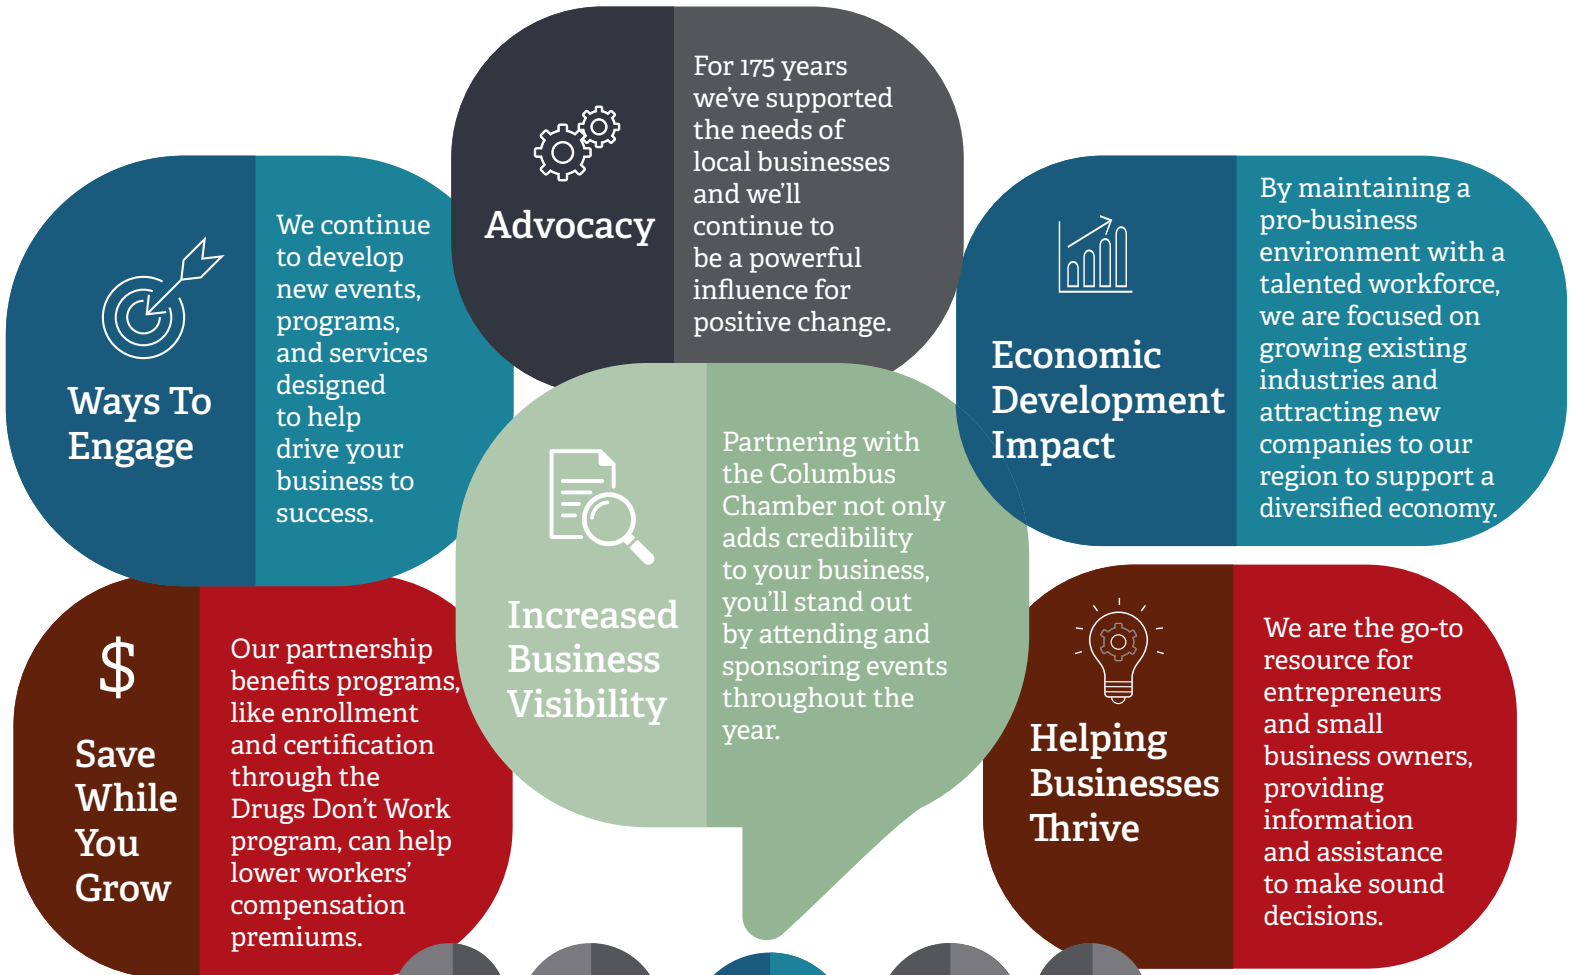 Advocacy
For 175 years
we've supported
the needs of
local businesses
and we'll
continue to
be a powerful
influence for
positive change.
Ways To
Engage
We continue
to develop
new events,
programs,
and services
designed
to help
drive your
business to
success.
Economic
Development
Impact
By maintaining a
pro-business
environment with a
talented workforce,
we are focused on
growing existing
industries and
attracting new
companies to our
region to support a
diversified economy.
Increased
Business
Visibility
Partnering with
the Columbus
Chamber not only
adds credibility
to your business,
you'll stand out
by attending and
sponsoring events
throughout the
year.
$
Save
While
You
Grow
Our partnership
benefits programs,
like enrollment
and certification
through the
Drugs Don't Work
program, can help
lower workers'
compensation
premiums.
Helping
Businesses
Thrive
We are the go-to
resource for
entrepreneurs
and small
business owners,
providing
information
and assistance
to make sound
decisions.